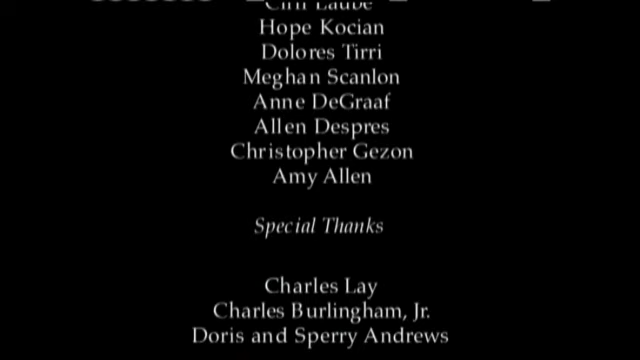 Hope Kocian
Dolores Tirri
Meghan Scanlon
Anne DeGraaf
Allen Despres
Christopher Gezon
Amy Allen
Special Thanks
Charles Lay
Charles Burlingham, Jr.
Doris and Sperry Andrews